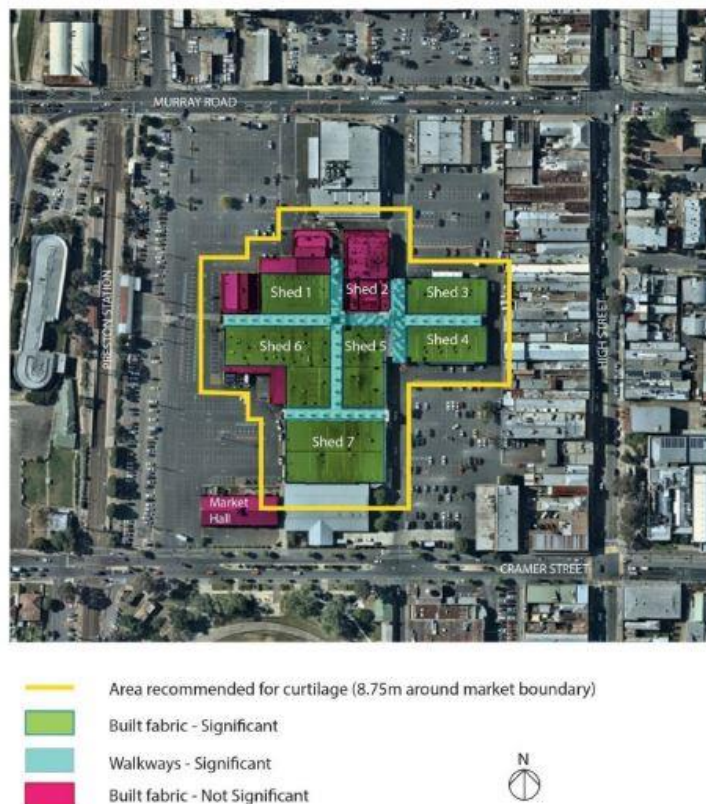 MURRAY ROAD
PRESTON STATION
HIGH STREET
Shed 1
Shed 2
Shed 3
Shed 6
Shed 5
Shed 4
Shed 7
Market
Hall
CRAMER STREET
Area recommended for curtilage (8.75m around market boundary)
Built fabric - Significant
Walkways - Significant
N
Built fabric - Not Significant